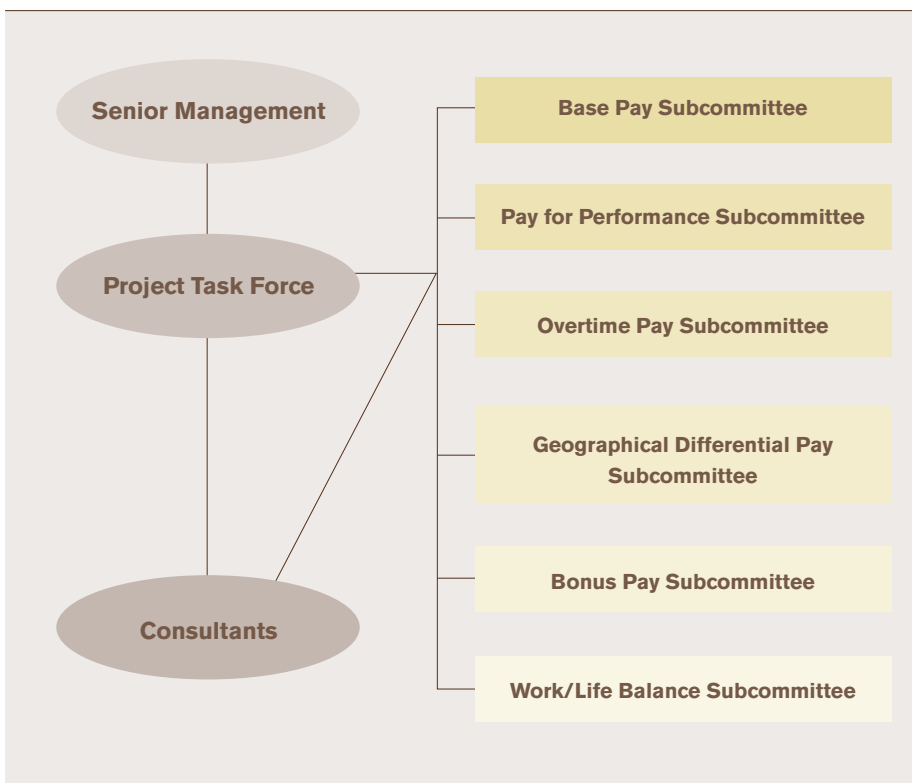 Senior Management
Project Task Force
Consultants
Base Pay Subcommittee
Pay for Performance Subcommittee
Overtime Pay Subcommittee
Geographical Differential Pay
Subcommittee
Bonus Pay Subcommittee
Work/Life Balance Subcommittee